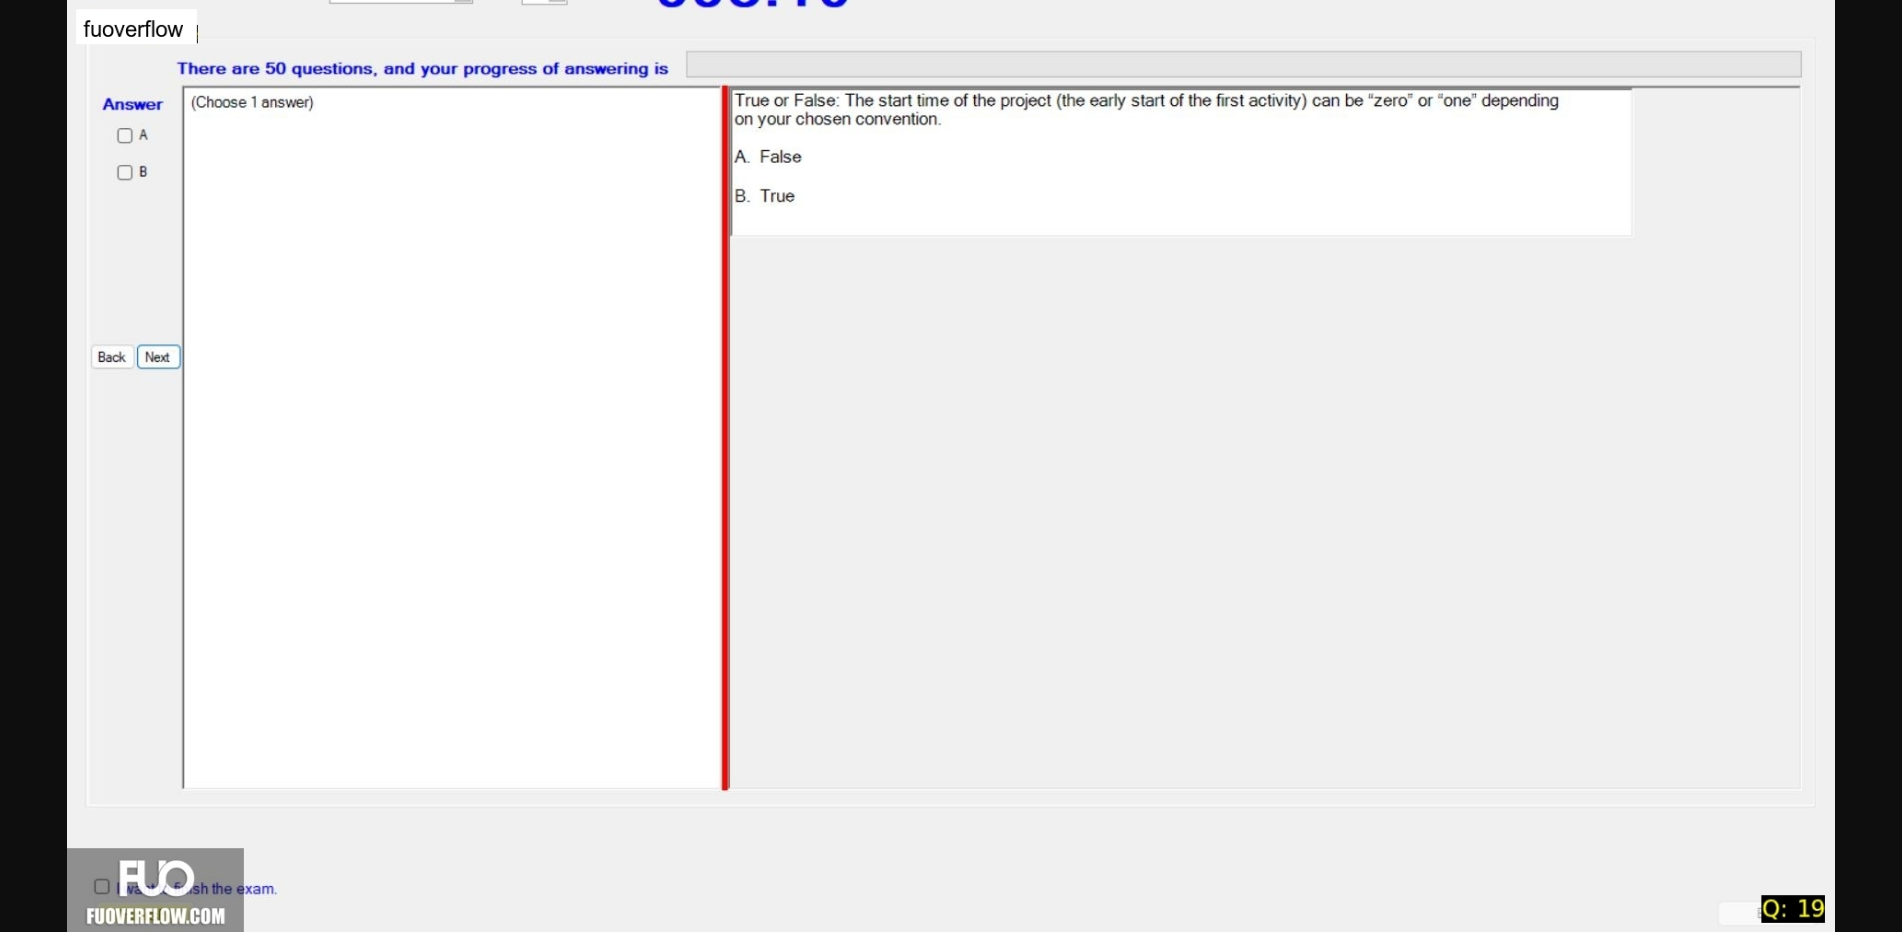 fuoverflow
There are 50 questions, and your progress of answering is
Answer
A
B
Back
Next
(Choose 1 answer)
True or False: The start time of the project (the early start of the first activity) can be “zero” or “one” depending
on your chosen convention.
A. False
B. True
FUO
sh the exam.
FUOVERFLOW.COM
Q: 19